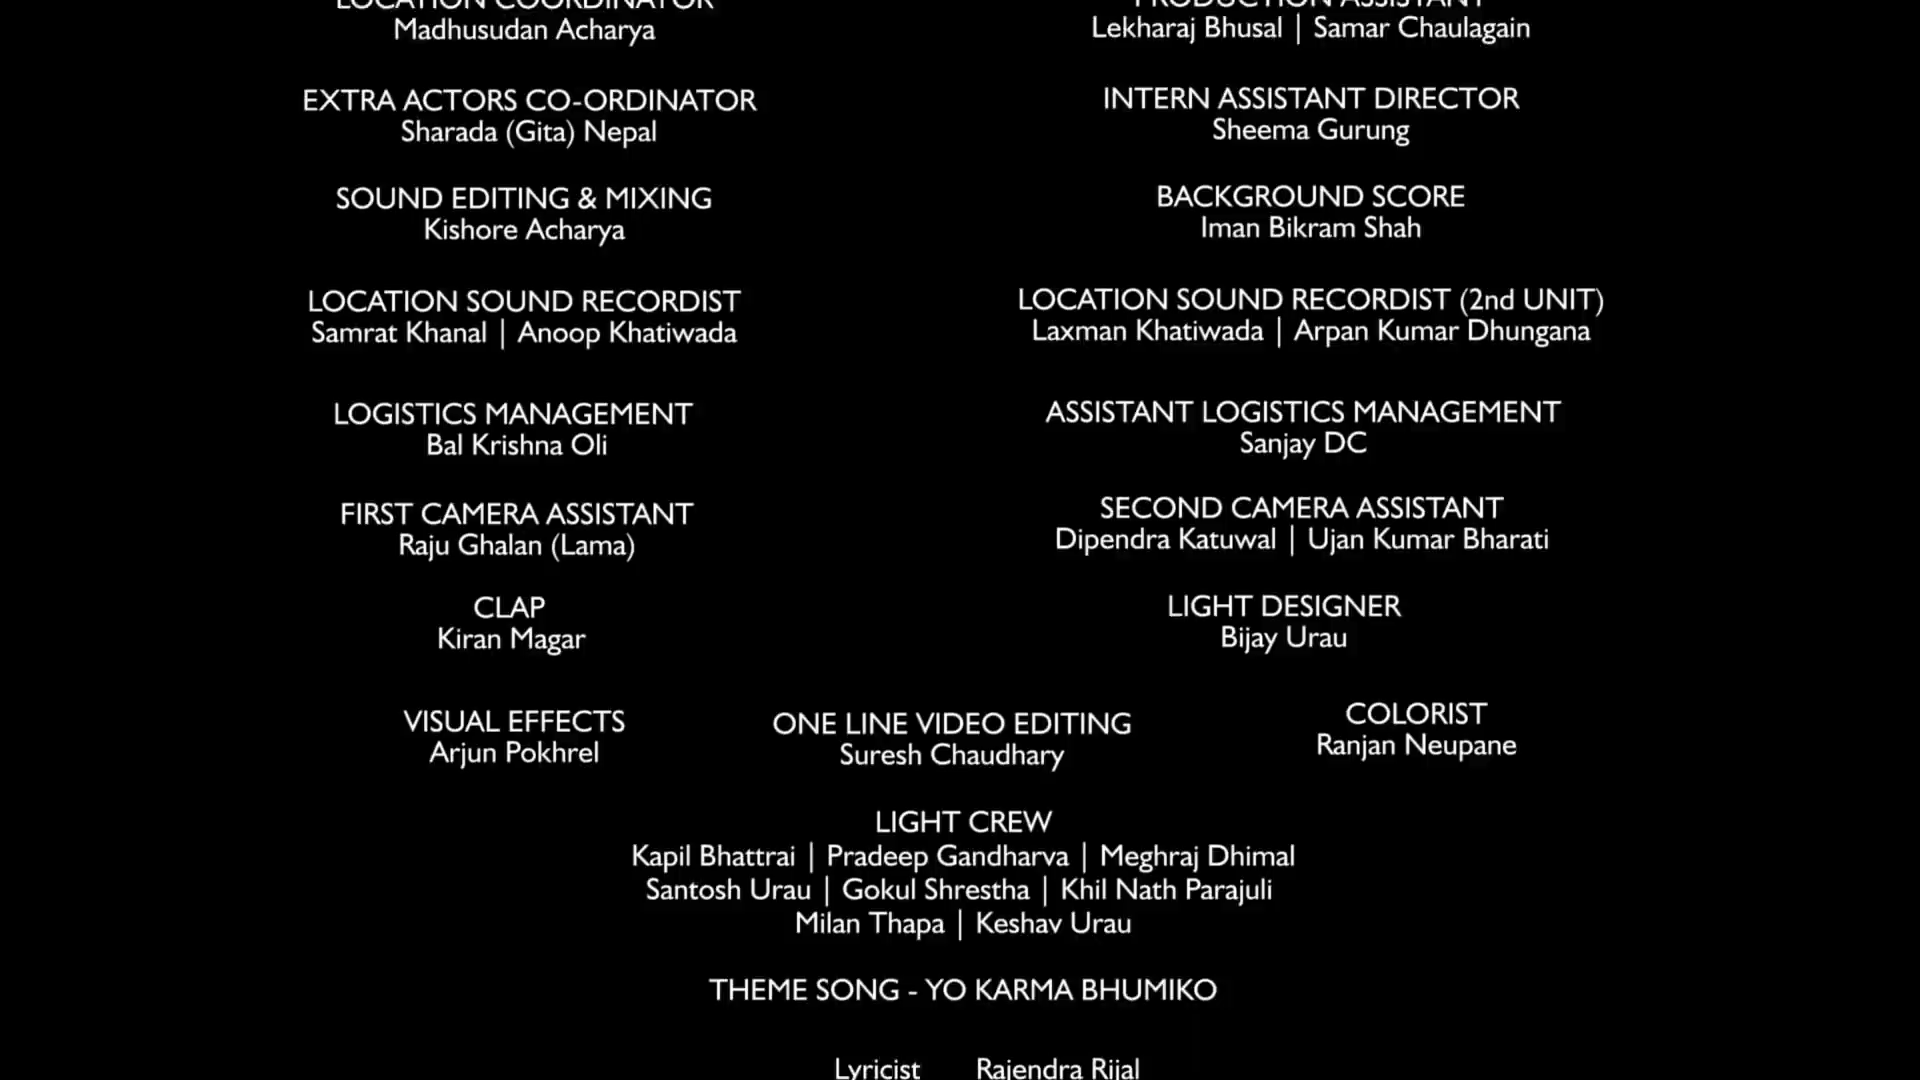 LOCATION COORDINATOR
Madhusudan Acharya
PRODUCTION ASSISTANT
Lekharaj Bhusal | Samar Chaulagain
EXTRA ACTORS CO-ORDINATOR
Sharada (Gita) Nepal
INTERN ASSISTANT DIRECTOR
Sheema Gurung
SOUND EDITING & MIXING
Kishore Acharya
BACKGROUND SCORE
Iman Bikram Shah
LOCATION SOUND RECORDIST
Samrat Khanal | Anoop Khatiwada
LOCATION SOUND RECORDIST (2nd UNIT)
Laxman Khatiwada | Arpan Kumar Dhungana
LOGISTICS MANAGEMENT
Bal Krishna Oli
ASSISTANT LOGISTICS MANAGEMENT
Sanjay DC
FIRST CAMERA ASSISTANT
Raju Ghalan (Lama)
SECOND CAMERA ASSISTANT
Dipendra Katuwal | Ujan Kumar Bharati
CLAP
Kiran Magar
LIGHT DESIGNER
Bijay Urau
VISUAL EFFECTS
Arjun Pokhrel
ONE LINE VIDEO EDITING
Suresh Chaudhary
COLORIST
Ranjan Neupane
LIGHT CREW
Kapil Bhattrai | Pradeep Gandharva | Meghraj Dhimal
Santosh Urau | Gokul Shrestha | Khil Nath Parajuli
Milan Thapa | Keshav Urau
THEME SONG - YO KARMA BHUMIKO
Lyricist Rajendra Rijal